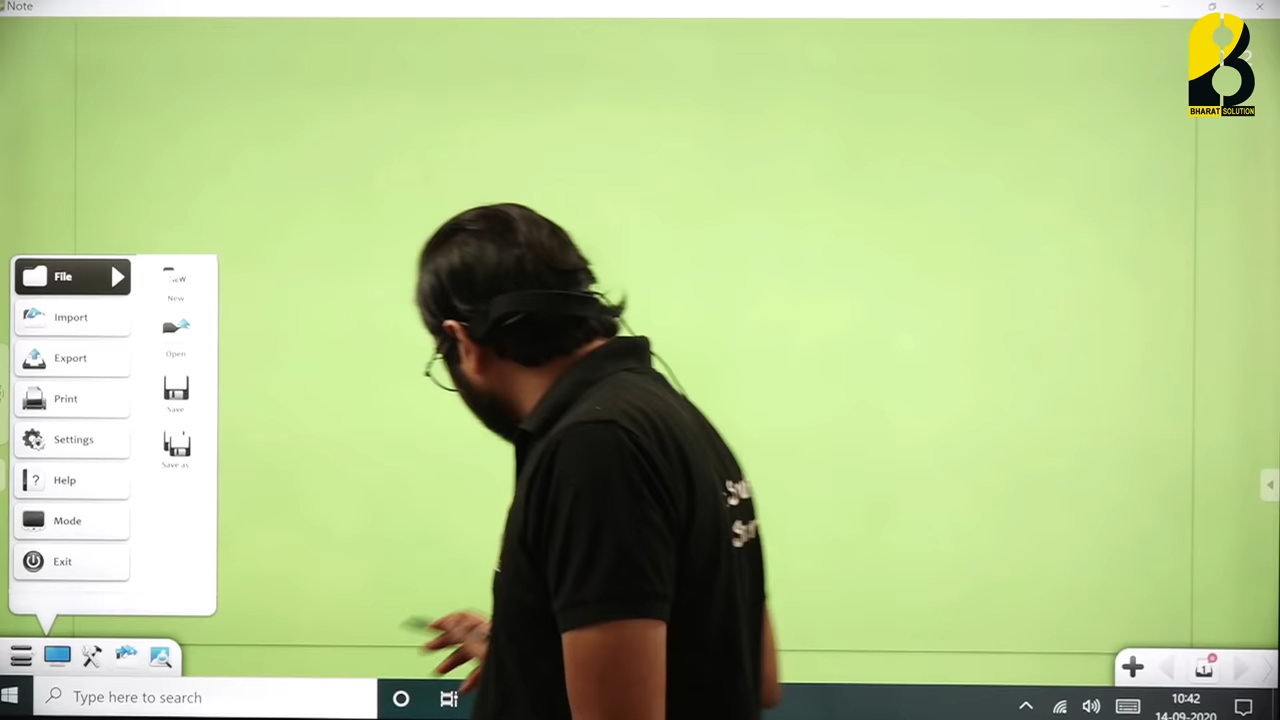 Note
BHARAT SOLUTION
File
New
Import
Open
Export
Print
Save
Settings
Save as
Help
Mode
Exit
1
Type here to search
10:42
14-09-2020